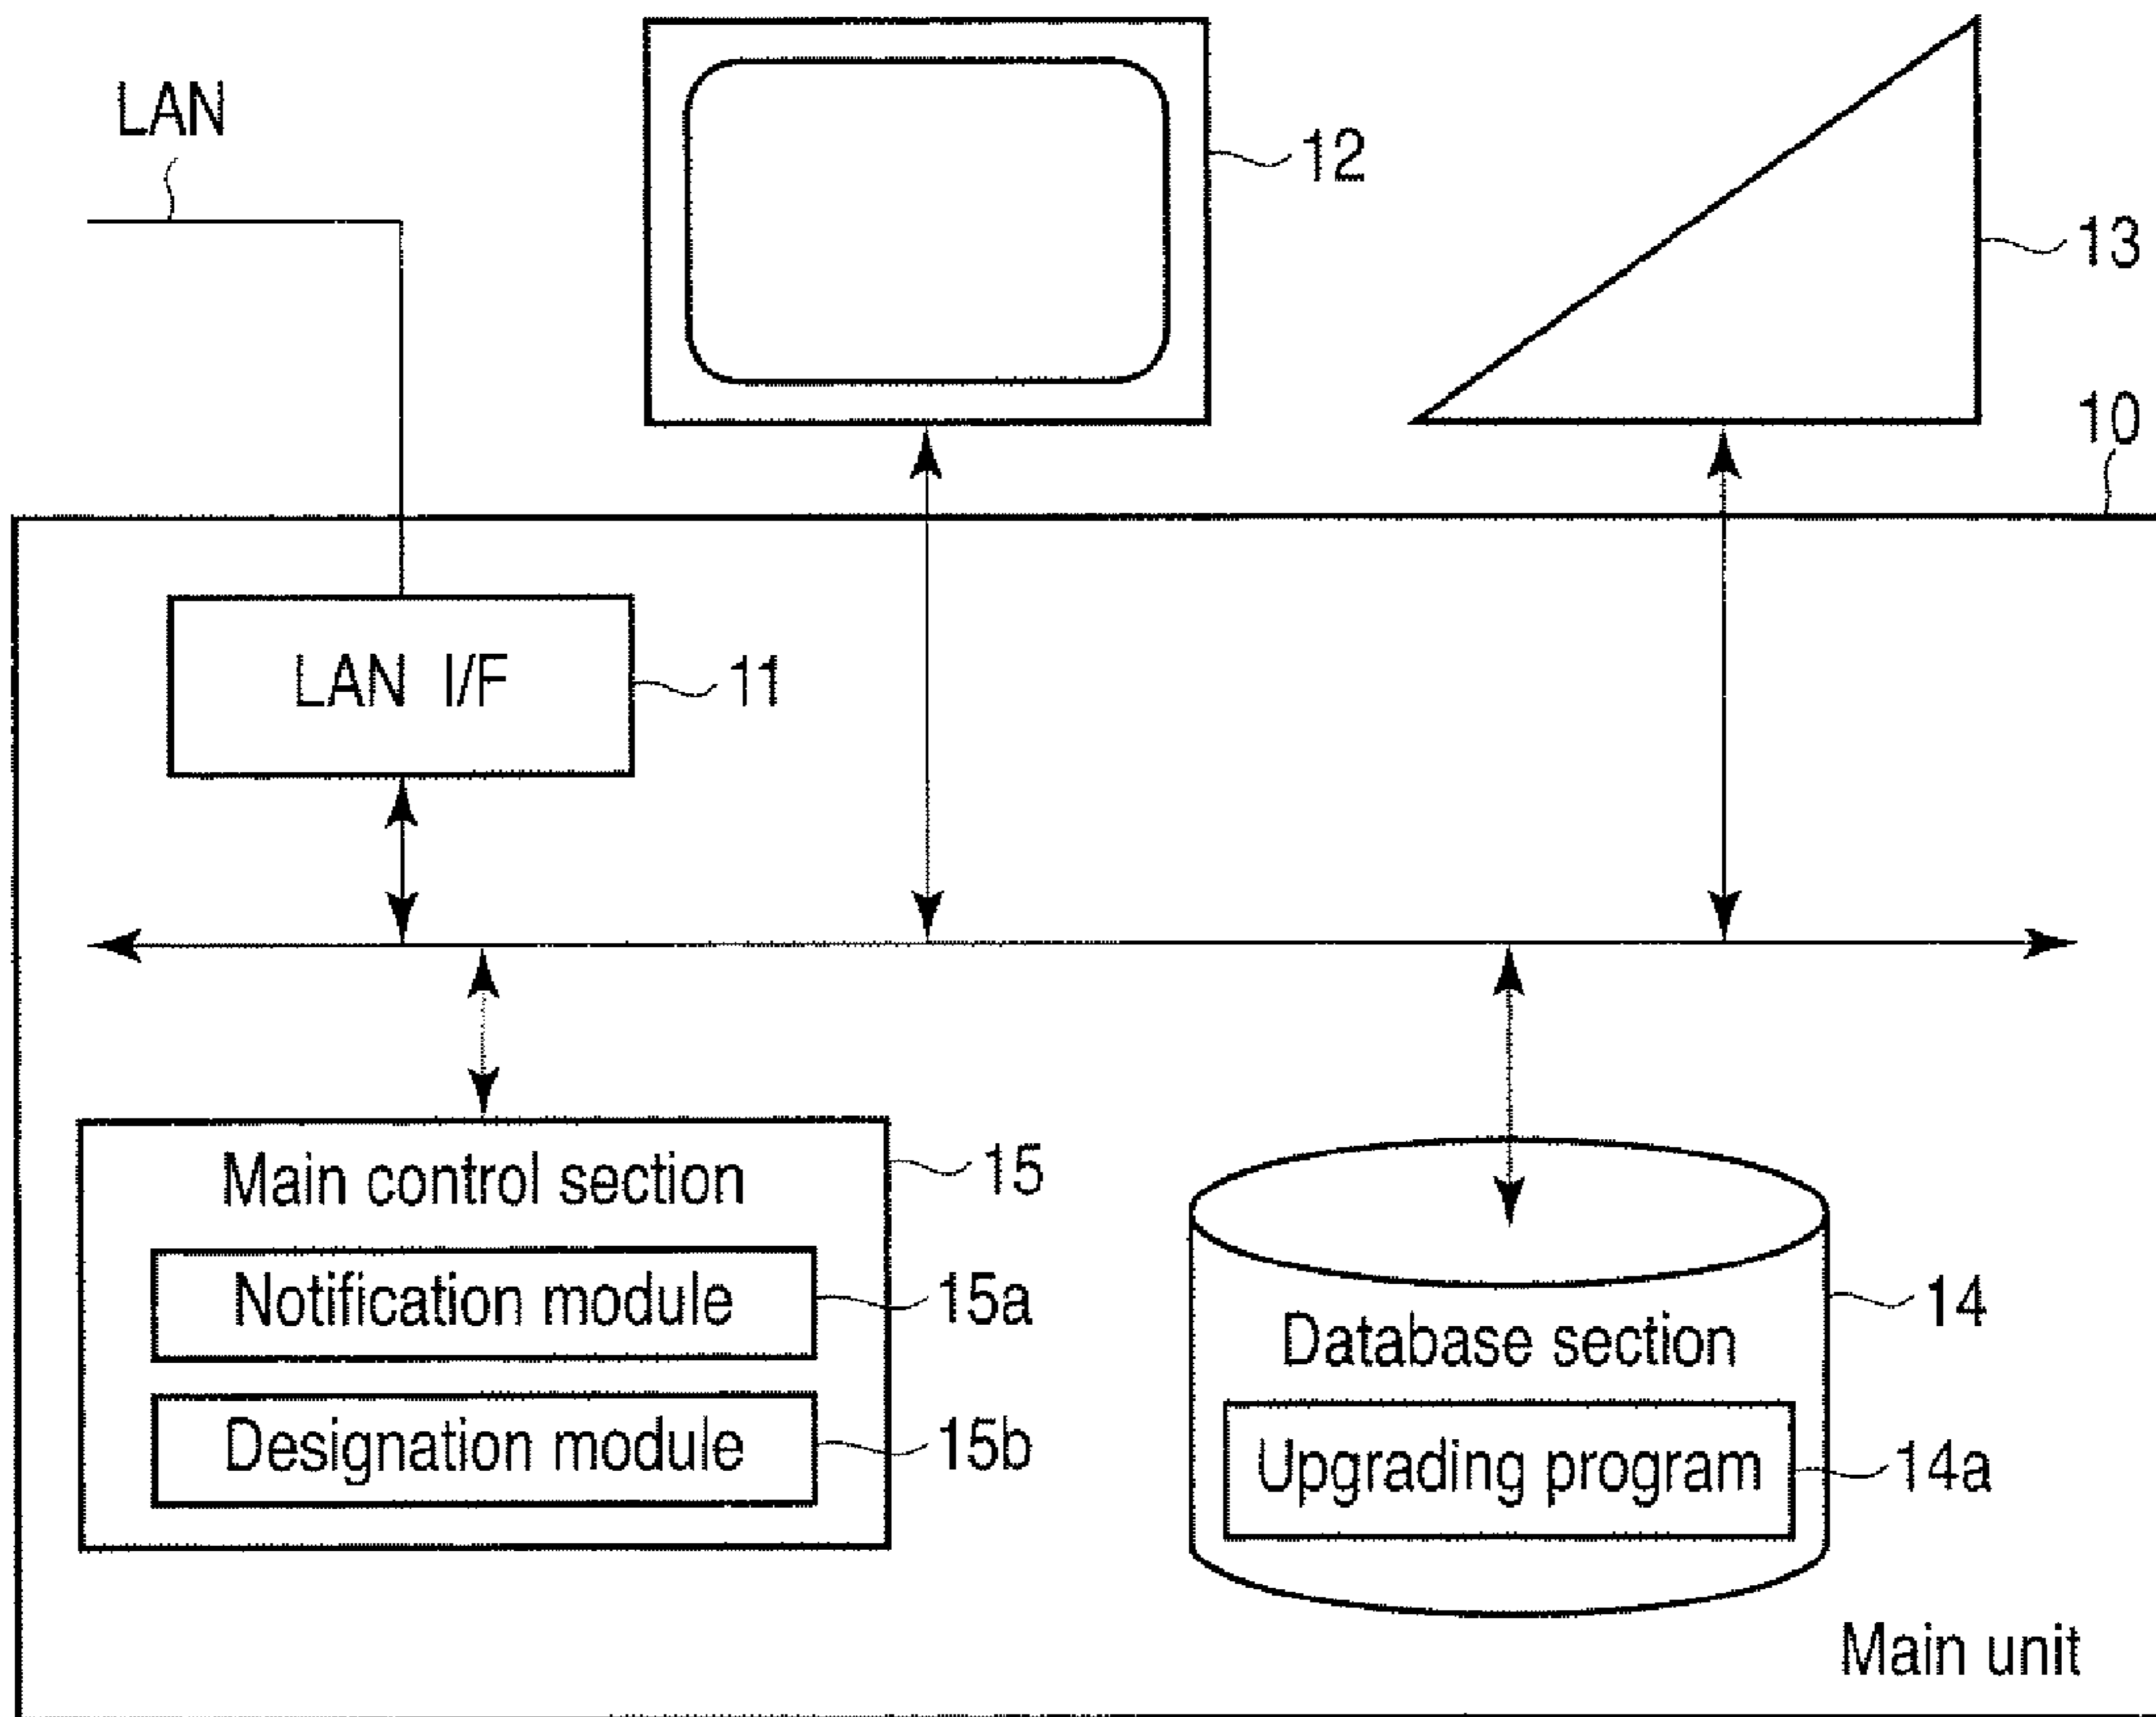 LAN
12
13
10
LAN I/F
11
Main control section
15
Notification module
15a
Designation module
15b
14
Database section
Upgrading program
14a
Main unit